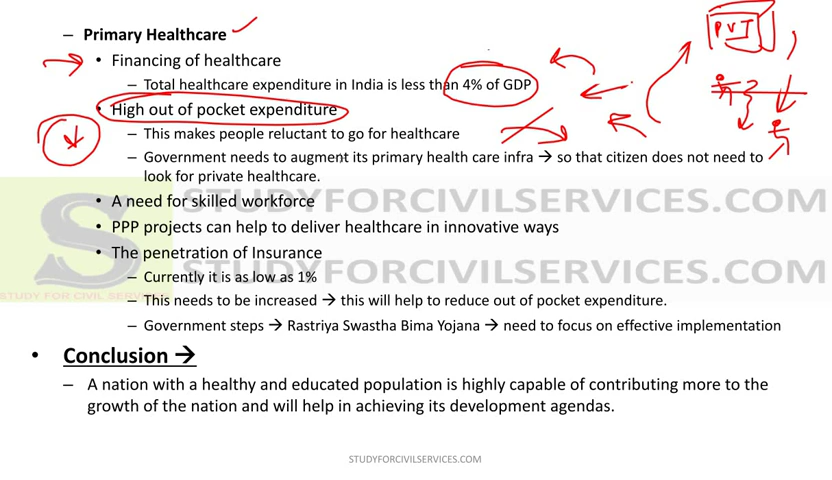 – Primary Healthcare
• Financing of healthcare
– Total healthcare expenditure in India is less than 4% of GDP
• High out of pocket expenditure
– This makes people reluctant to go for healthcare
– Government needs to augment its primary health care infra → so that citizen does not need to
look for private healthcare.
• A need for skilled workforce
• PPP projects can help to deliver healthcare in innovative ways
• The penetration of Insurance
– Currently it is as low as 1%
– This needs to be increased → this will help to reduce out of pocket expenditure.
– Government steps → Rastriya Swastha Bima Yojana → need to focus on effective implementation
• Conclusion →
– A nation with a healthy and educated population is highly capable of contributing more to the
growth of the nation and will help in achieving its development agendas.
PVT
STUDYFORCIVILSERVICES.COM
STUDYFORCIVILSERVICES.COM
STUDY FOR CIVIL SERVICES
STUDYFORCIVILSERVICES.COM